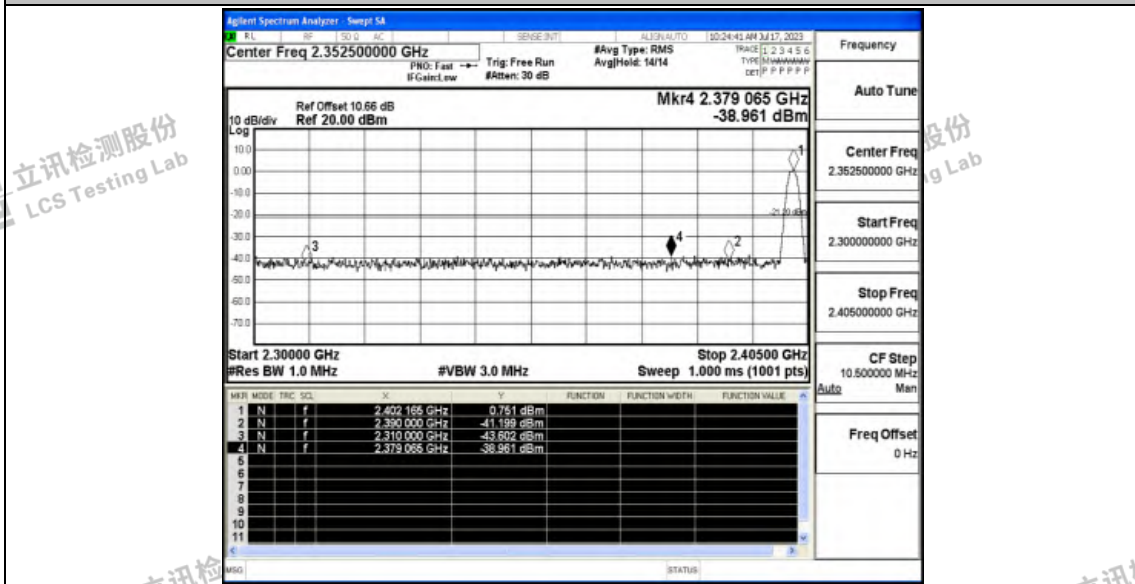 Agilent Spectrum Analyzer - Swept SA
RL RF 50 Ω AC SENSE:INT ALIGNAUTO 10:24:41 AM Jul 17, 2023
Center Freq 2.352500000 GHz
PNO: Fast
IFGain:Low
Trig: Free Run
#Atten: 30 dB
#Avg Type: RMS
Avg|Hold: 14/14
TRACE 1 2 3 4 5 6
TYPE MWWWWW
DET P P P P P P
Ref Offset 10.66 dB
Ref 20.00 dBm
10 dB/div
Log
Mkr4 2.379 065 GHz
-38.961 dBm
10.0
0.00
-10.0
-20.0
-30.0
-40.0
-50.0
-60.0
-70.0
1
-21.20 dBm
3
4
2
Start 2.30000 GHz
Stop 2.40500 GHz
#Res BW 1.0 MHz
#VBW 3.0 MHz
Sweep 1.000 ms (1001 pts)
MKR MODE TRC SCL X Y FUNCTION FUNCTION WIDTH FUNCTION VALUE
1 N f 2.402 165 GHz 0.751 dBm
2 N f 2.390 000 GHz -41.199 dBm
3 N f 2.310 000 GHz -43.602 dBm
4 N f 2.379 065 GHz -38.961 dBm
5
6
7
8
9
10
11
MSG
STATUS
Frequency
Auto Tune
Center Freq
2.352500000 GHz
Start Freq
2.300000000 GHz
Stop Freq
2.405000000 GHz
CF Step
10.500000 MHz
Auto Man
Freq Offset
0 Hz
立讯检测股份
LCS Testing Lab
股份
g Lab
立讯检
立讯